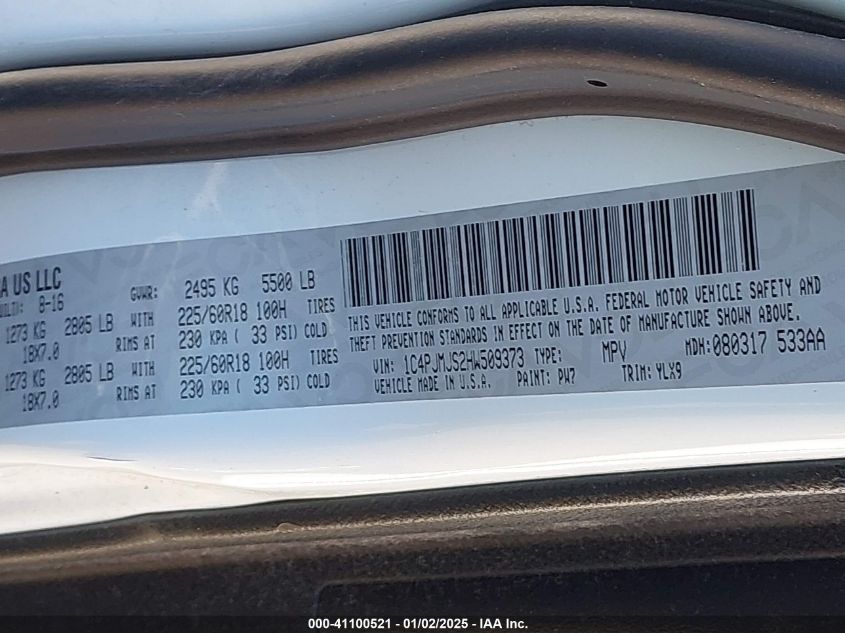 A US LLC
UILT: 8-16 GVWR: 2495 KG 5500 LB
1273 KG 2805 LB WITH 225/60R18 100H TIRES
18X7.0 RIMS AT 230 KPA ( 33 PSI) COLD
1273 KG 2805 LB WITH 225/60R18 100H TIRES
18X7.0 RIMS AT 230 KPA ( 33 PSI) COLD
THIS VEHICLE CONFORMS TO ALL APPLICABLE U.S.A. FEDERAL MOTOR VEHICLE SAFETY AND
THEFT PREVENTION STANDARDS IN EFFECT ON THE DATE OF MANUFACTURE SHOWN ABOVE.
VIN: 1C4PJMJS2HW509373 TYPE: MPV MDH: 080317 533AA
VEHICLE MADE IN U.S.A. PAINT: PW7 TRIM: YLX9
000-41100521 - 01/02/2025 - IAA Inc.